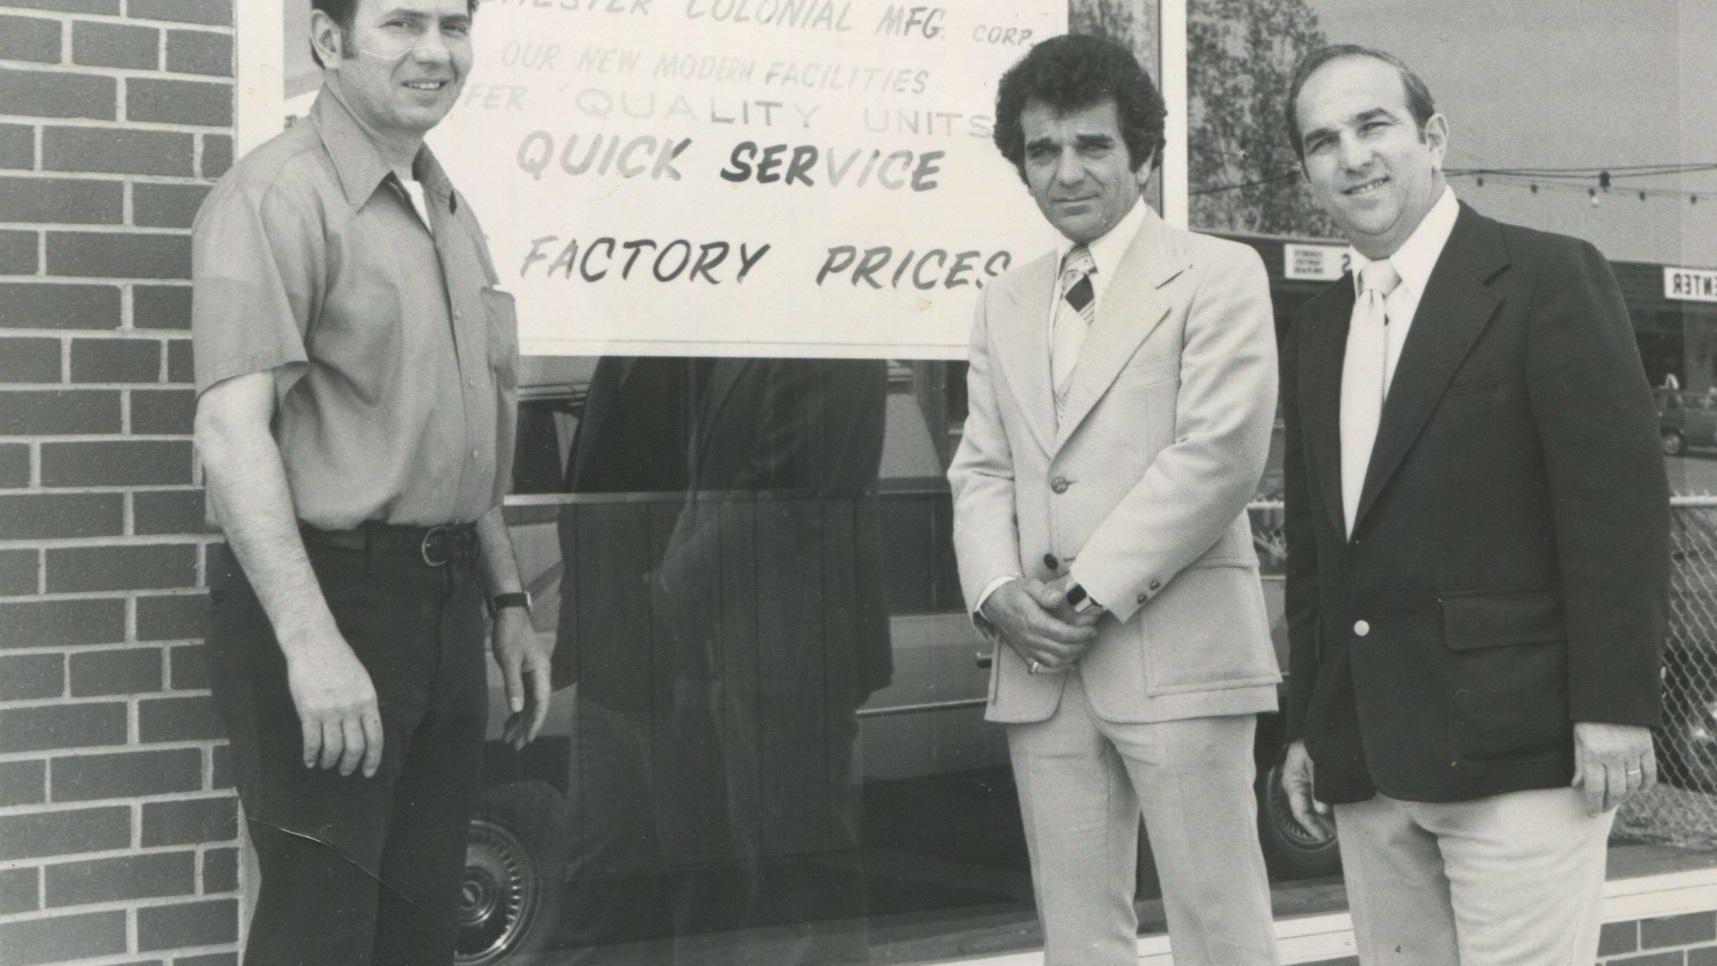 COLONIAL MFG. CORP.
OUR NEW MODERN FACILITIES
"QUALITY UNITS
QUICK SERVICE
FACTORY PRICES